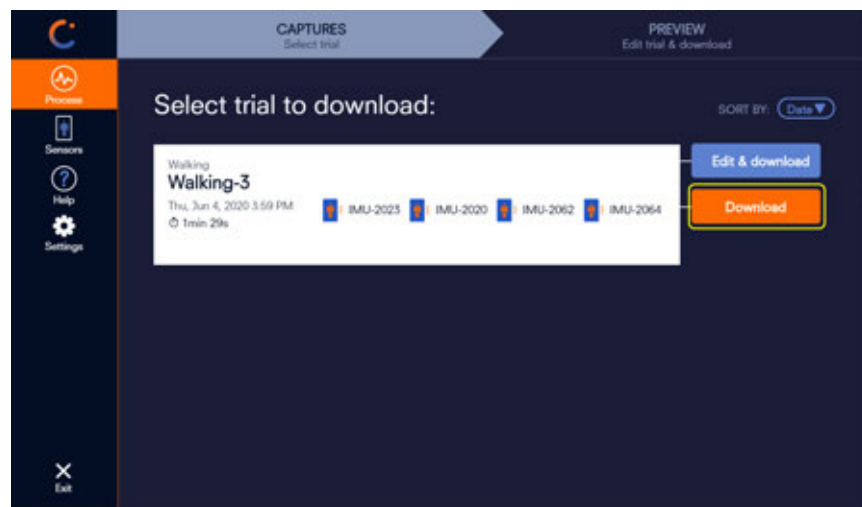 CAPTURES
Select trial
PREVIEW
Edit trial & download
Process
Sensors
Help
Settings
Exit
Select trial to download:
SORT BY: Date▼
Walking
Walking-3
Thu, Jun 4, 2020 3:59 PM
1min 29s
IMU-2023 IMU-2020 IMU-2062 IMU-2064
Edit & download
Download